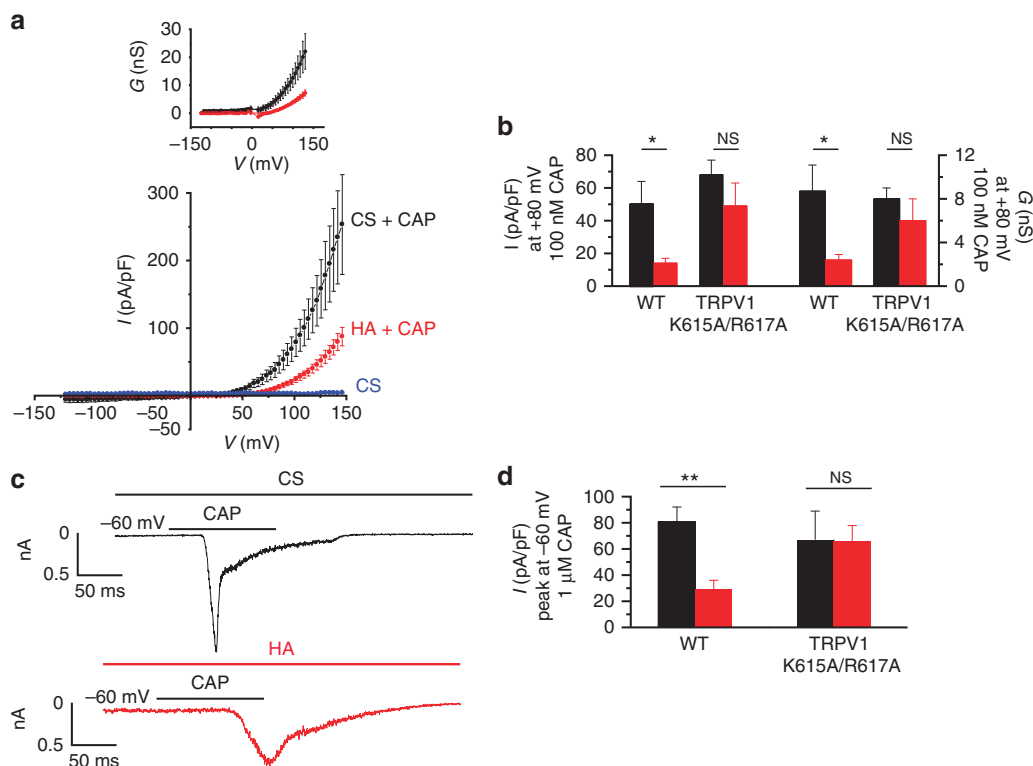 a
30
20
10
0
G (nS)
–150
0
150
V (mV)
300
200
100
–50
I (pA/pF)
CS + CAP
HA + CAP
CS
–150
–100
–50
50
100
150
V (mV)
b
*
NS
*
NS
80
60
40
20
0
I (pA/pF)
at +80 mV
100 nM CAP
12
8
4
0
G (nS)
at +80 mV
100 nM CAP
WT
TRPV1
K615A/R617A
WT
TRPV1
K615A/R617A
c
CS
–60 mV
CAP
0
nA
0.5
50 ms
HA
–60 mV
CAP
0
nA
0.5
50 ms
d
**
NS
100
80
60
40
20
0
I (pA/pF)
peak at –60 mV
1 μM CAP
WT
TRPV1
K615A/R617A